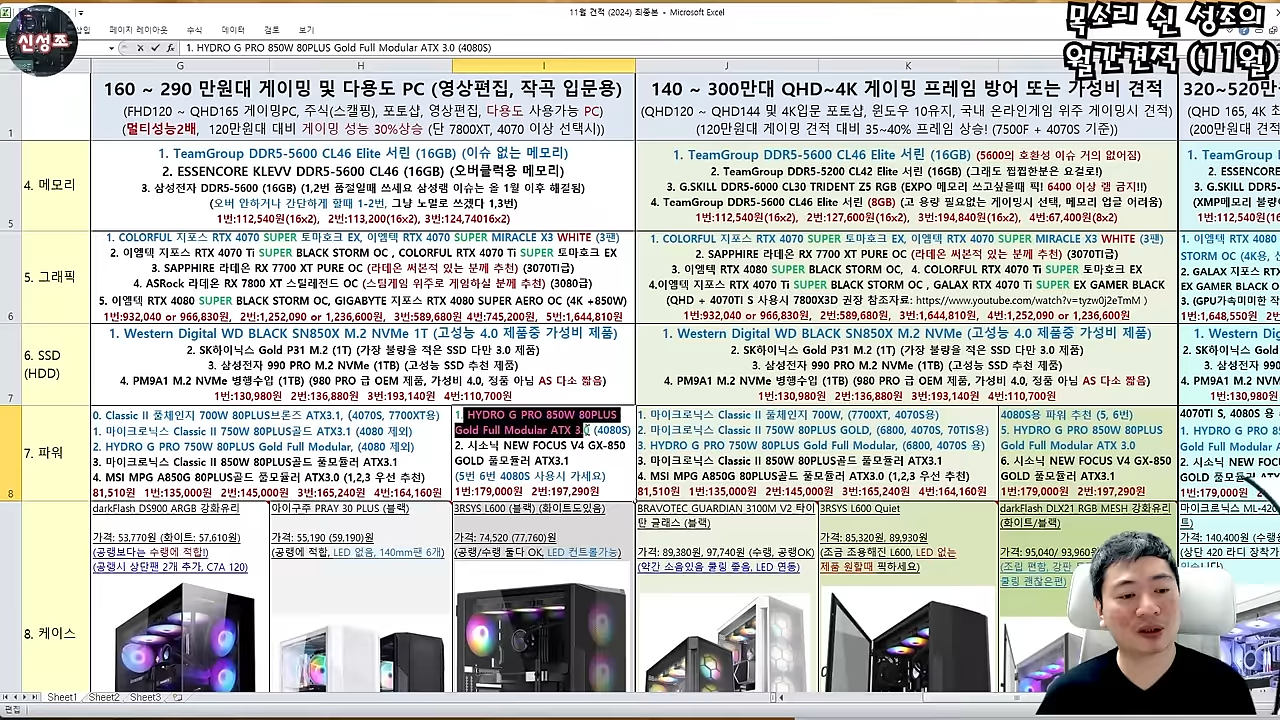 신성조
11월 견적 (2024) 최종본 - Microsoft Excel
목소리 쉰 성조의
월간견적 (11월)
삽입 페이지 레이아웃 수식 데이터 검토 보기
1. HYDRO G PRO 850W 80PLUS Gold Full Modular ATX 3.0 (4080S)
G H I J K
160 ~ 290 만원대 게이밍 및 다용도 PC (영상편집, 작곡 입문용)
(FHD120 ~ QHD165 게이밍PC, 주식(스캘핑), 포토샵, 영상편집, 다용도 사용가능 PC)
(멀티성능2배, 120만원대 대비 게이밍 성능 30%상승 (단 7800XT, 4070 이상 선택시))
140 ~ 300만대 QHD~4K 게이밍 프레임 방어 또는 가성비 견적
(QHD120 ~ QHD144 및 4K입문 포토샵, 윈도우 10유지, 국내 온라인게임 위주 게이밍시 견적)
(120만원대 게이밍 견적 대비 35~40% 프레임 상승! (7500F + 4070S 기준))
320~520만
(QHD 165, 4K
(200만원대 견적
1
4. 메모리
5
1. TeamGroup DDR5-5600 CL46 Elite 서린 (16GB) (이슈 없는 메모리)
2. ESSENCORE KLEVV DDR5-5600 CL46 (16GB) (오버클럭용 메모리)
3. 삼성전자 DDR5-5600 (16GB) (1,2번 품절일때 쓰세요 삼성램 이슈는 올 1월 이후 해결됨)
(오버 안하거나 간단하게 할때 1-2번, 그냥 노멀로 쓰겠다 1,3번)
1번:112,540원(16x2), 2번:113,200(16x2), 3번:124,74016x2)
1. TeamGroup DDR5-5600 CL46 Elite 서린 (16GB) (5600의 호환성 이슈 거의 없어짐)
2. TeamGroup DDR5-5200 CL42 Elite 서린 (16GB) (그래도 찝찝한분은 요걸로!)
3. G.SKILL DDR5-6000 CL30 TRIDENT Z5 RGB (EXPO 메모리 쓰고싶을때 픽! 6400 이상 램 금지!!)
4. TeamGroup DDR5-5600 CL46 Elite 서린 (8GB) (고 용량 필요없는 게이밍시 선택, 메모리 업글 어려움)
1번:112,540원(16x2), 2번:127,600원(16x2), 3번:194,840원(16x2), 4번:67,400원(8x2)
1. TeamGroup
2. ESSENCORE
3. G.SKILL DD
(XMP메모리 불량이
1번:112,540원(16
5. 그래픽
6
1. COLORFUL 지포스 RTX 4070 SUPER 토마호크 EX, 이엠텍 RTX 4070 SUPER MIRACLE X3 WHITE (3팬)
2. 이엠텍 지포스 RTX 4070 Ti SUPER BLACK STORM OC , COLORFUL RTX 4070 Ti SUPER 토마호크 EX
3. SAPPHIRE 라데온 RX 7700 XT PURE OC (라데온 써본적 있는 분께 추천) (3070Ti급)
4. ASRock 라데온 RX 7800 XT 스틸레전드 OC (스팀게임 위주로 게임하실 분께 추천) (3080급)
5. 이엠텍 RTX 4080 SUPER BLACK STORM OC, GIGABYTE 지포스 RTX 4080 SUPER AERO OC (4K +850W)
1번:932,040 or 966,830원, 2번:1,252,090 or 1,236,600원, 3번:589,680원 4번:745,200원, 5번:1,644,810원
1. COLORFUL 지포스 RTX 4070 SUPER 토마호크 EX, 이엠텍 RTX 4070 SUPER MIRACLE X3 WHITE (3팬)
2. SAPPHIRE 라데온 RX 7700 XT PURE OC (라데온 써본적 있는 분께 추천) (3070Ti급)
3. 이엠텍 RTX 4080 SUPER BLACK STORM OC, 4. COLORFUL RTX 4070 Ti SUPER 토마호크 EX
4.이엠텍 지포스 RTX 4070 Ti SUPER BLACK STORM OC , GALAX RTX 4070 Ti SUPER EX GAMER BLACK
(QHD + 4070TI S 사용시 7800X3D 권장 참고자료: https://www.youtube.com/watch?v=tyzw0j2eTmM )
1번:932,040 or 966,830원, 2번:589,680원, 3번:1,644,810원, 4번:1,252,090 or 1,236,600원
1. 이엠텍 RTX 4080
STORM OC (4K용, 신
2. GALAX 지포스 RTX
EX GAMER BLACK O
3. (GPU가속미미한 작
1번:1,648,550원 2번:
6. SSD
(HDD)
7
1. Western Digital WD BLACK SN850X M.2 NVMe 1T (고성능 4.0 제품중 가성비 제품)
2. SK하이닉스 Gold P31 M.2 (1T) (가장 불량율 적은 SSD 다만 3.0 제품)
3. 삼성전자 990 PRO M.2 NVMe (1TB) (고성능 SSD 추천 제품)
4. PM9A1 M.2 NVMe 병행수입 (1TB) (980 PRO 급 OEM 제품, 가성비 4.0, 정품 아님 AS 다소 짧음)
1번:130,980원 2번:136,880원, 3번:193,140원 4번:110,700원
1. Western Digital WD BLACK SN850X M.2 NVMe (고성능 4.0 제품중 가성비 제품)
2. SK하이닉스 Gold P31 M.2 (1T) (가장 불량율 적은 SSD 다만 3.0 제품)
3. 삼성전자 990 PRO M.2 NVMe (1TB) (고성능 SSD 추천 제품)
4. PM9A1 M.2 NVMe 병행수입 (1TB) (980 PRO 급 OEM 제품, 가성비 4.0, 정품 아님 AS 다소 짧음)
1번:130,980원 2번:136,880원, 3번:193,140원 4번:110,700원
1. Western Di
2. SK하이닉스 G
3. 삼성전자 99
4. PM9A1 M.2 NVMe
1번:130,980원
7. 파워
8
0. Classic II 풀체인지 700W 80PLUS브론즈 ATX3.1, (4070S, 7700XT용)
1. 마이크로닉스 Classic II 750W 80PLUS골드 ATX3.1 (4080 제외)
2. HYDRO G PRO 750W 80PLUS Gold Full Modular, (4080 제외)
3. 마이크로닉스 Classic II 850W 80PLUS골드 풀모듈러 ATX3.1
4. MSI MPG A850G 80PLUS골드 풀모듈러 ATX3.0 (1,2,3 우선 추천)
81,510원 1번:135,000원 2번:145,000원 3번:165,240원 4번:164,160원
1. HYDRO G PRO 850W 80PLUS
Gold Full Modular ATX 3.0 (4080S)
2. 시소닉 NEW FOCUS V4 GX-850
GOLD 풀모듈러 ATX3.1
(5번 6번 4080S 사용시 가세요)
1번:179,000원 2번:197,290원
1. 마이크로닉스 Classic II 풀체인지 700W, (7700XT, 4070S용)
2. 마이크로닉스 Classic II 750W 80PLUS GOLD, (6800, 4070S, 70TIS용)
3. HYDRO G PRO 750W 80PLUS Gold Full Modular, (6800, 4070S 용)
3. 마이크로닉스 Classic II 850W 80PLUS골드 풀모듈러 ATX3.1
4. MSI MPG A850G 80PLUS골드 풀모듈러 ATX3.0 (1,2,3 우선추천)
81,510원 1번:135,000원 2번:145,000원 3번:165,240원 4번:164,160원
4080S용 파워 추천 (5, 6번)
5. HYDRO G PRO 850W 80PLUS
Gold Full Modular ATX 3.0
6. 시소닉 NEW FOCUS V4 GX-850
GOLD 풀모듈러 ATX3.1
1번:179,000원 2번:197,290원
4070TI S, 4080S 용
1. HYDRO G PRO 8
Gold Full Modular
2. 시소닉 NEW FOC
GOLD 풀모듈러 ATX
1번:179,000원
8. 케이스
darkFlash DS900 ARGB 강화유리
가격: 53,770원 (화이트: 57,610원)
(공랭보다는 수랭에 적합!)
(공랭시 상단팬 2개 추가, C7A 120)
아이구주 PRAY 30 PLUS (블랙)
가격: 55,190 (59,190원)
(공랭에 적합, LED 없음, 140mm팬 6개)
3RSYS L600 (블랙) (화이트도있음)
가격: 74,520 (77,760원)
(공랭/수랭 둘다 OK, LED 컨트롤가능)
BRAVOTEC GUARDIAN 3100M V2 타이
탄 글래스 (블랙)
가격: 89,380원, 97,740원 (수랭, 공랭OK)
(약간 소음있음 쿨링 좋음, LED 연동)
3RSYS L600 Quiet
가격: 85,320원, 89,930원
(조금 조용해진 L600, LED 없는
제품 원할때 픽하세요)
darkFlash DLX21 RGB MESH 강화유리
(화이트/블랙)
가격: 95,040/ 93,960
(조립 편함, 강판
쿨링 괜찮은편)
마이크로닉스 ML-420
트)
가격: 140,400원 (수랭
(상단 420 라디 장착가
Sheet1 Sheet2 Sheet3
편집